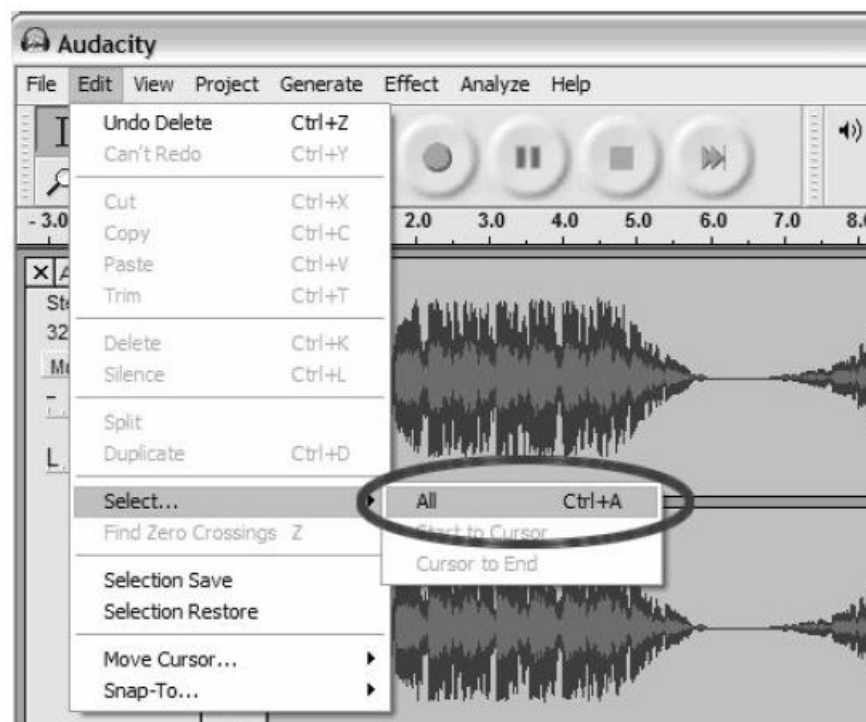 Audacity
File Edit View Project Generate Effect Analyze Help
Undo Delete Ctrl+Z
Can't Redo Ctrl+Y
Cut Ctrl+X
- 3.0 2.0 3.0 4.0 5.0 6.0 7.0 8.0
Copy Ctrl+C
Paste Ctrl+V
Trim Ctrl+T
32
Delete Ctrl+K
Silence Ctrl+L
Split
Duplicate Ctrl+D
L
Select... All Ctrl+A
Find Zero Crossings Z Start to Cursor
Cursor to End
Selection Save
Selection Restore
Move Cursor...
Snap-To...